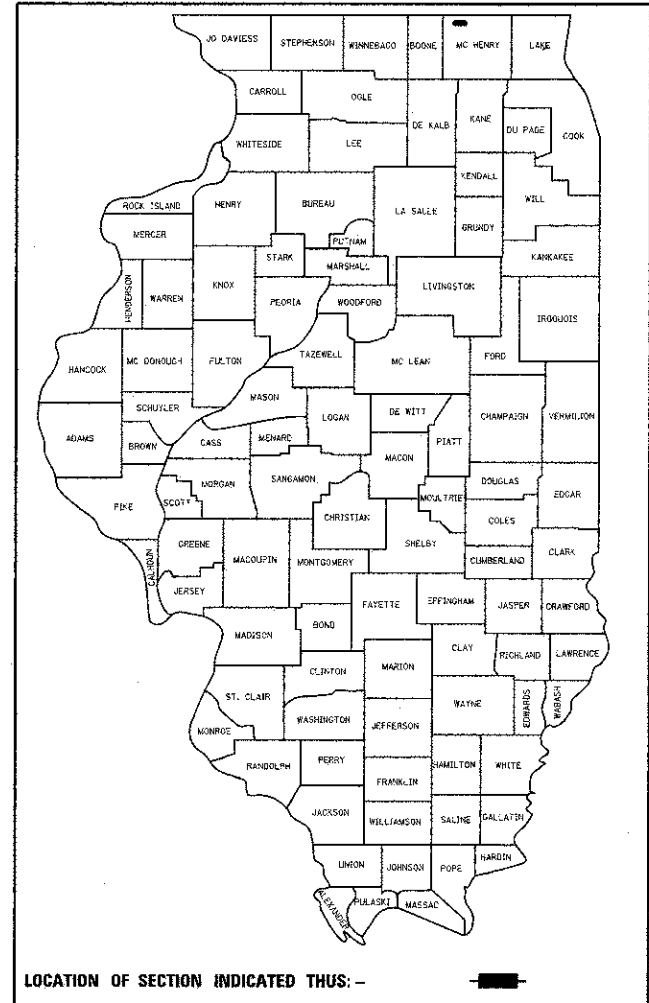 JO DAVIESS
STEPHENSON
WINNEBAGO
BOONE
MC HENRY
LAKE
CARROLL
OGLE
DE KALB
KANE
DU PAGE
COOK
WHITESIDE
LEE
KENDALL
WILL
ROCK ISLAND
HENRY
BUREAU
LA SALLE
GRUNDY
MERCER
PUTNAM
STARK
MARSHALL
KANKAKEE
HENDERSON
WARREN
KNOX
PEORIA
WOODFORD
LIVINGSTON
IROQUOIS
HANCOCK
MC DONOUGH
FULTON
TAZEWELL
MC LEAN
FORD
MASON
SCHUYLER
LOGAN
DE WITT
CHAMPAIGN
VERMILION
ADAMS
BROWN
CASS
MENARD
PIATT
MACON
MORGAN
SANGAMON
DOUGLAS
EDGAR
PIKE
SCOTT
CHRISTIAN
MOULTRIE
COLES
GREENE
SHELBY
CALHOUN
MACOUPIN
MONTGOMERY
CUMBERLAND
CLARK
JERSEY
FAYETTE
EFFINGHAM
JASPER
CRAWFORD
MADISON
BOND
CLAY
RICHLAND
LAWRENCE
CLINTON
MARION
ST. CLAIR
WAYNE
EDWARDS
WABASH
WASHINGTON
JEFFERSON
MONROE
RANDOLPH
PERRY
HAMILTON
WHITE
FRANKLIN
JACKSON
WILLIAMSON
SALINE
GALLATIN
UNION
JOHNSON
POPE
HARDIN
ALEXANDER
PULASKI
MASSAC
LOCATION OF SECTION INDICATED THUS: -